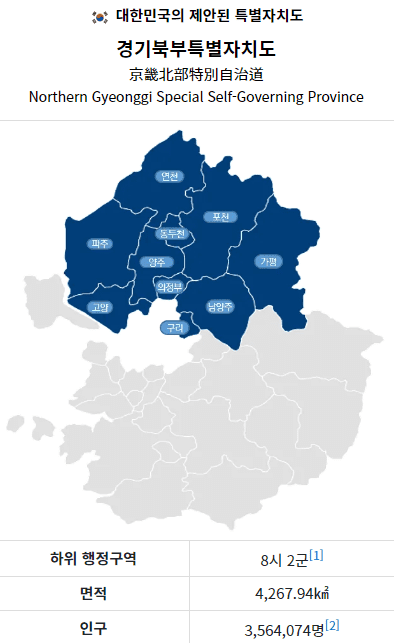 대한민국의 제안된 특별자치도
경기북부특별자치도
京畿北部特別自治道
Northern Gyeonggi Special Self-Governing Province
연천
포천
동두천
파주
양주
가평
의정부
고양
남양주
구리
하위 행정구역 8시 2군[1]
면적 4,267.94㎢
인구 3,564,074명[2]